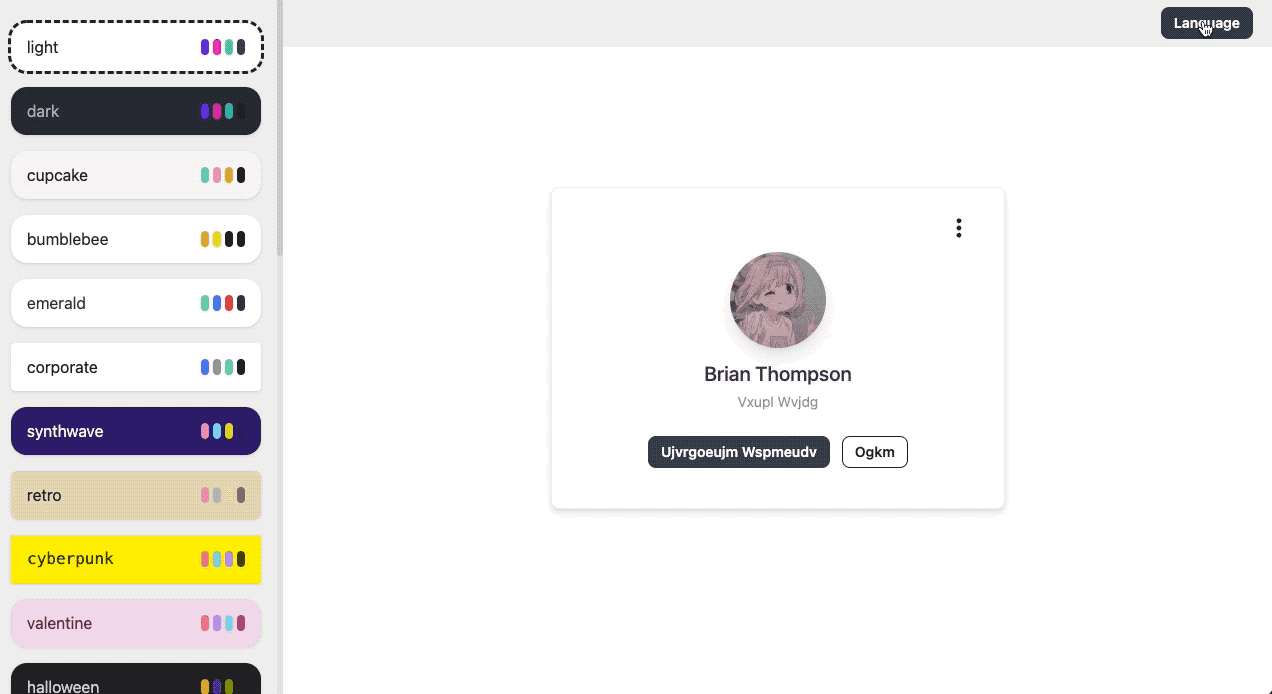 light
dark
cupcake
bumblebee
emerald
corporate
synthwave
retro
cyberpunk
valentine
halloween
Language
Brian Thompson
Vxupl Wvjdg
Ujvrgoeujm Wspmeudv
Ogkm